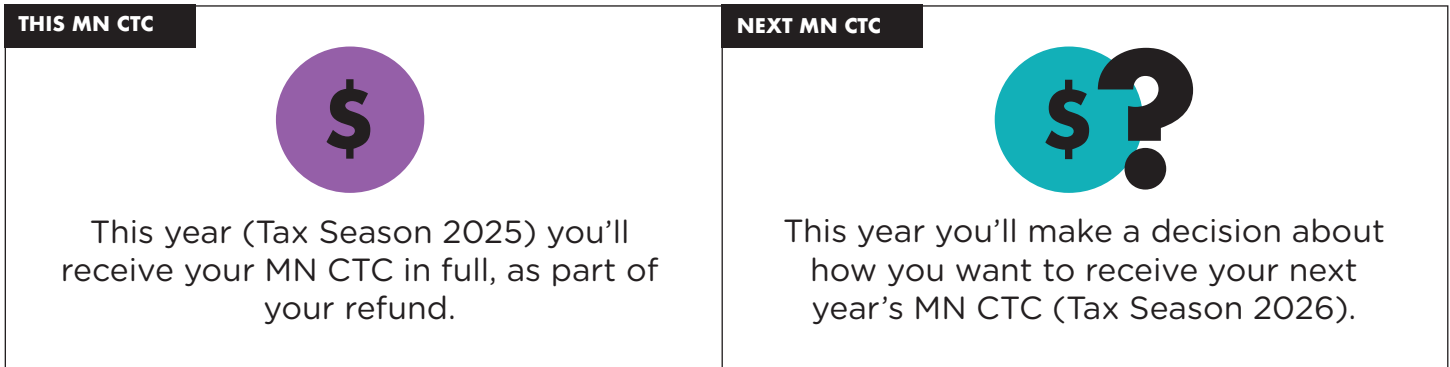 THIS MN CTC
$
This year (Tax Season 2025) you’ll
receive your MN CTC in full, as part of
your refund.
NEXT MN CTC
$?
This year you’ll make a decision about
how you want to receive your next
year’s MN CTC (Tax Season 2026).